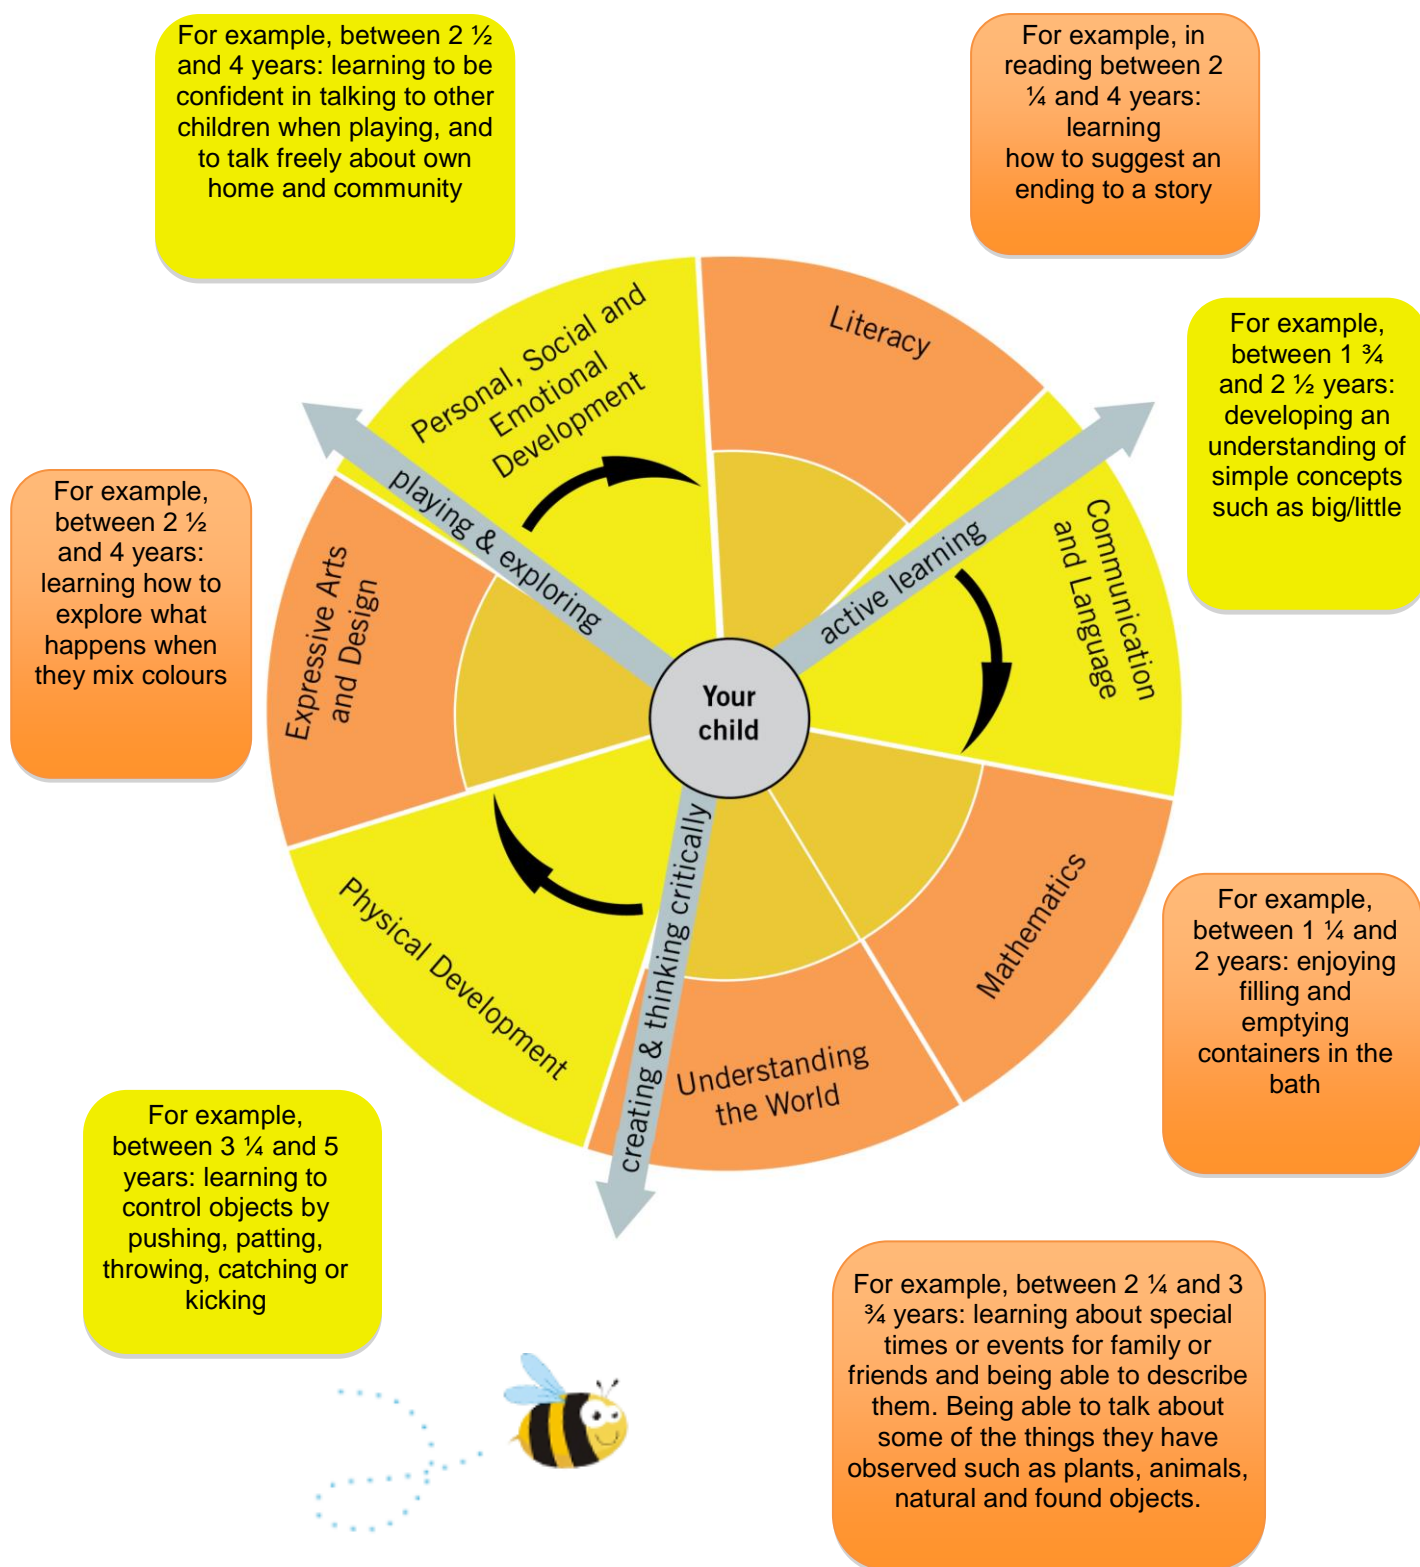 For example, between 2 ½
and 4 years: learning to be
confident in talking to other
children when playing, and
to talk freely about own
home and community
For example, in
reading between 2
¼ and 4 years:
learning
how to suggest an
ending to a story
For example,
between 1 ¾
and 2 ½ years:
developing an
understanding of
simple concepts
such as big/little
For example,
between 2 ½
and 4 years:
learning how to
explore what
happens when
they mix colours
Personal, Social and
Emotional
Development
Literacy
Communication
and Language
Mathematics
Understanding
the World
Physical Development
Expressive Arts
and Design
playing & exploring
active learning
creating & thinking critically
Your
child
For example,
between 1 ¼ and
2 years: enjoying
filling and
emptying
containers in the
bath
For example,
between 3 ¼ and 5
years: learning to
control objects by
pushing, patting,
throwing, catching or
kicking
For example, between 2 ¼ and 3
¾ years: learning about special
times or events for family or
friends and being able to describe
them. Being able to talk about
some of the things they have
observed such as plants, animals,
natural and found objects.